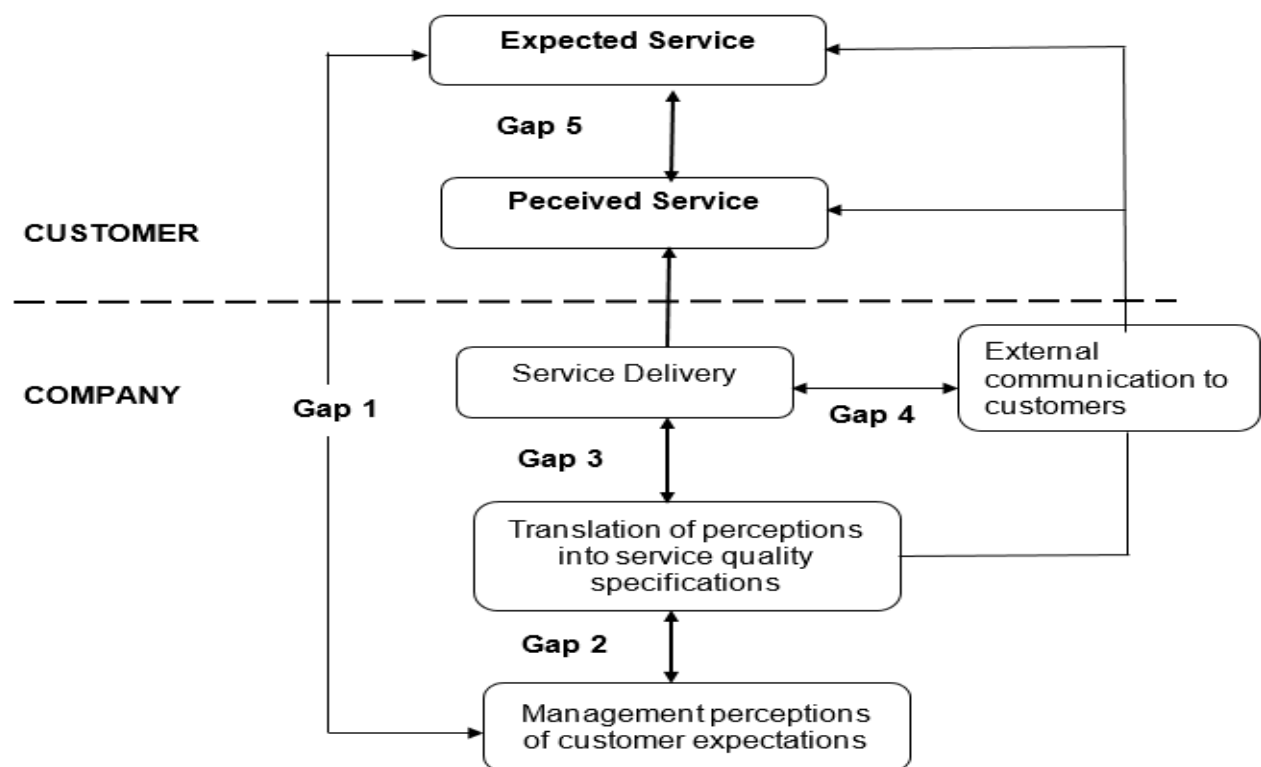 Expected Service
Gap 5
Peceived Service
CUSTOMER
COMPANY
Service Delivery
External
communication to
customers
Gap 1
Gap 4
Gap 3
Translation of perceptions
into service quality
specifications
Gap 2
Management perceptions
of customer expectations